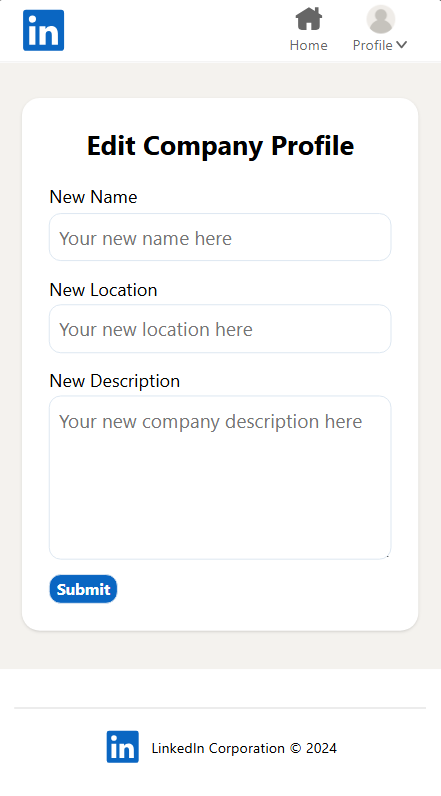 in
Home
Profile
Edit Company Profile
New Name
Your new name here
New Location
Your new location here
New Description
Your new company description here
Submit
in
LinkedIn Corporation © 2024